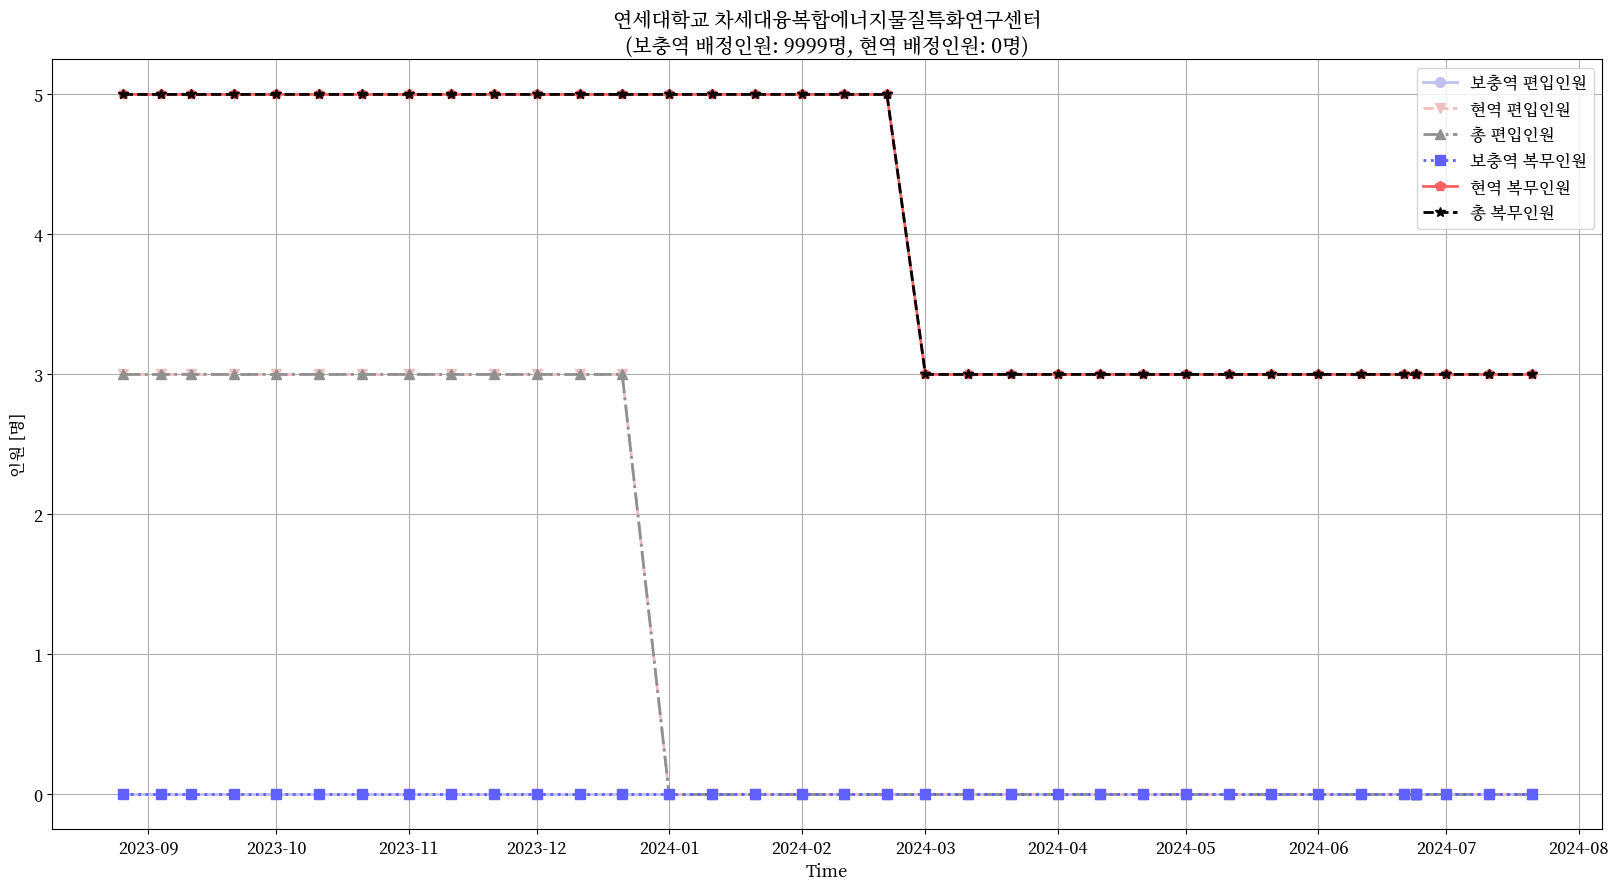 연세대학교 차세대융복합에너지물질특화연구센터
(보충역 배정인원: 9999명, 현역 배정인원: 0명)
보충역 편입인원
현역 편입인원
총 편입인원
보충역 복무인원
현역 복무인원
총 복무인원
인원 [명]
5
4
3
2
1
0
2023-09
2023-10
2023-11
2023-12
2024-01
2024-02
2024-03
2024-04
2024-05
2024-06
2024-07
2024-08
Time